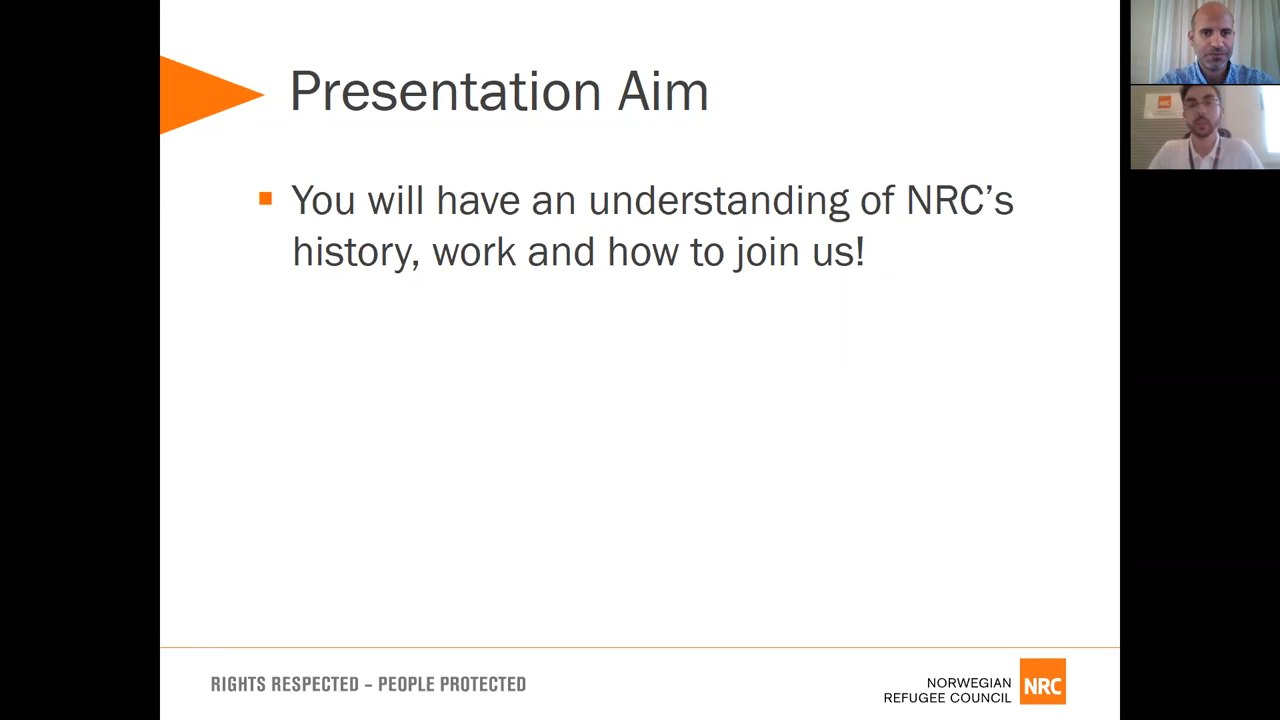 Presentation Aim
You will have an understanding of NRC’s
history, work and how to join us!
RIGHTS RESPECTED – PEOPLE PROTECTED
NORWEGIAN
REFUGEE COUNCIL
NRC
NRC